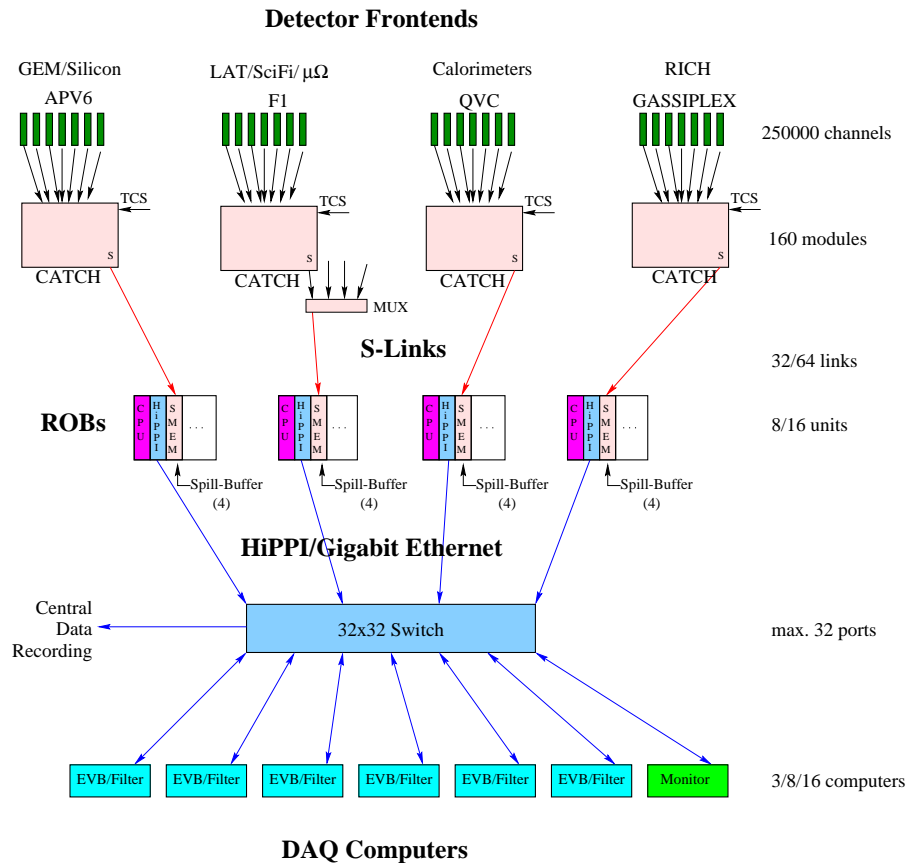 Detector Frontends
GEM/Silicon
LAT/SciFi/ μΩ
Calorimeters
RICH
APV6
F1
QVC
GASSIPLEX
250000 channels
TCS
TCS
TCS
TCS
S
S
S
S
160 modules
CATCH
CATCH
CATCH
CATCH
MUX
S-Links
32/64 links
ROBs
CPU
HiPPI
SMEM
. . .
CPU
HiPPI
SMEM
. . .
CPU
HiPPI
SMEM
. . .
CPU
HiPPI
SMEM
. . .
8/16 units
Spill-Buffer
(4)
Spill-Buffer
(4)
Spill-Buffer
(4)
Spill-Buffer
(4)
HiPPI/Gigabit Ethernet
Central
Data
Recording
32x32 Switch
max. 32 ports
EVB/Filter
EVB/Filter
EVB/Filter
EVB/Filter
EVB/Filter
EVB/Filter
Monitor
3/8/16 computers
DAQ Computers